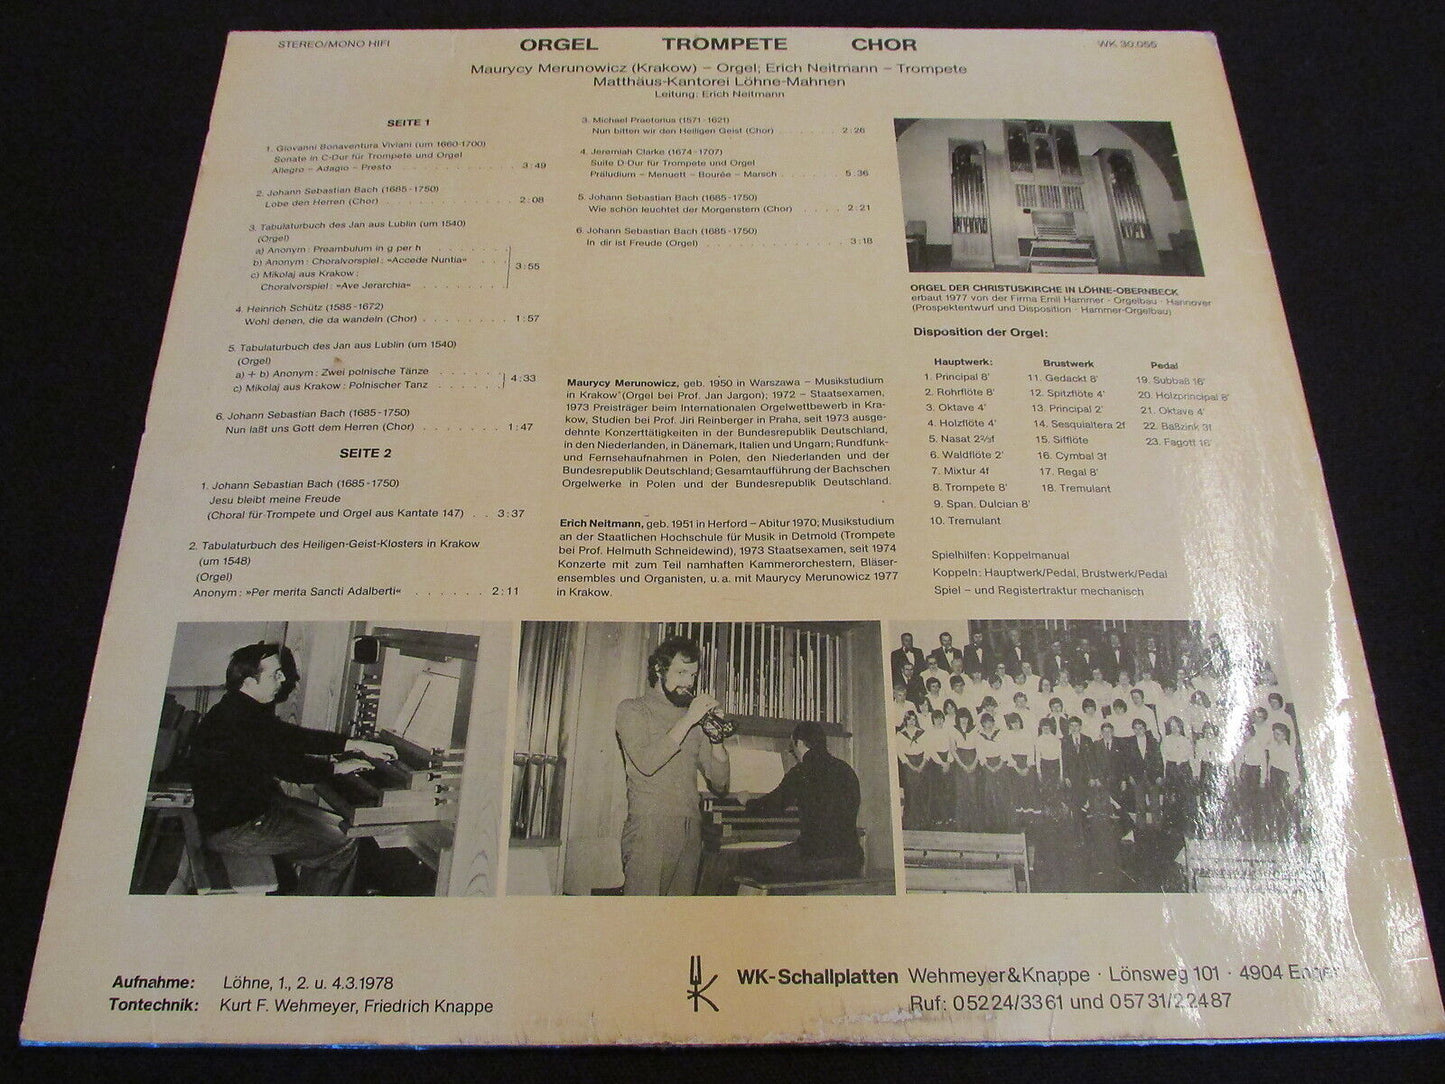 STEREO/MONO HIFI
ORGEL TROMPETE CHOR
WK 30.055
Maurycy Merunowicz (Krakow) – Orgel; Erich Neitmann – Trompete
Matthäus-Kantorei Löhne-Mahnen
Leitung: Erich Neitmann
SEITE 1
1. Giovanni Bonaventura Viviani (um 1660-1700)
Sonate in C-Dur für Trompete und Orgel
Allegro – Adagio – Presto . . . . . . . . . . . 3:49
2. Johann Sebastian Bach (1685-1750)
Lobe den Herren (Chor) . . . . . . . . . . . . 2:08
3. Tabulaturbuch des Jan aus Lublin (um 1540)
(Orgel)
a) Anonym: Preambulum in g per h . . . . . . .
b) Anonym: Choralvorspiel: »Accede Nuntia« . . .
c) Mikolaj aus Krakow:
3:55
Choralvorspiel: »Ave Jerarchia« . . . . . . . .
4. Heinrich Schütz (1585-1672)
Wohl denen, die da wandeln (Chor) . . . . . . . . 1:57
5. Tabulaturbuch des Jan aus Lublin (um 1540)
(Orgel)
a) + b) Anonym: Zwei polnische Tänze . . . . . .
c) Mikolaj aus Krakow: Polnischer Tanz . . . . . .
4:33
6. Johann Sebastian Bach (1685-1750)
Nun laßt uns Gott dem Herren (Chor) . . . . . . . 1:47
SEITE 2
1. Johann Sebastian Bach (1685-1750)
Jesu bleibt meine Freude
(Choral für Trompete und Orgel aus Kantate 147) . . 3:37
2. Tabulaturbuch des Heiligen-Geist-Klosters in Krakow
(um 1548)
(Orgel)
Anonym: »Per merita Sancti Adalberti« . . . . . . 2:11
3. Michael Praetorius (1571-1621)
Nun bitten wir den Heiligen Geist (Chor) . . . . . . . 2:26
4. Jeremiah Clarke (1674-1707)
Suite D-Dur für Trompete und Orgel
Präludium – Menuett – Bourée – Marsch . . . . . . . 5:36
5. Johann Sebastian Bach (1685-1750)
Wie schön leuchtet der Morgenstern (Chor) . . . . 2:21
6. Johann Sebastian Bach (1685-1750)
In dir ist Freude (Orgel) . . . . . . . . . . . . . 3:18
Maurycy Merunowicz, geb. 1950 in Warszawa – Musikstudium
in Krakow (Orgel bei Prof. Jan Jargon); 1972 – Staatsexamen,
1973 Preisträger beim Internationalen Orgelwettbewerb in Kra-
kow, Studien bei Prof. Jiri Reinberger in Praha, seit 1973 ausge-
dehnte Konzerttätigkeiten in der Bundesrepublik Deutschland,
in den Niederlanden, in Dänemark, Italien und Ungarn; Rundfunk-
und Fernsehaufnahmen in Polen, den Niederlanden und der
Bundesrepublik Deutschland; Gesamtaufführung der Bachschen
Orgelwerke in Polen und der Bundesrepublik Deutschland.
Erich Neitmann, geb. 1951 in Herford – Abitur 1970; Musikstudium
an der Staatlichen Hochschule für Musik in Detmold (Trompete
bei Prof. Helmuth Schneidewind), 1973 Staatsexamen, seit 1974
Konzerte mit zum Teil namhaften Kammerorchestern, Bläser-
ensembles und Organisten, u. a. mit Maurycy Merunowicz 1977
in Krakow.
ORGEL DER CHRISTUSKIRCHE IN LÖHNE-OBERNBECK
erbaut 1977 von der Firma Emil Hammer - Orgelbau · Hannover
(Prospektentwurf und Disposition · Hammer-Orgelbau)
Disposition der Orgel:
Hauptwerk:
1. Principal 8'
2. Rohrflöte 8'
3. Oktave 4'
4. Holzflöte 4'
5. Nasat 2 2/3f
6. Waldflöte 2'
7. Mixtur 4f
8. Trompete 8'
9. Span. Dulcian 8'
10. Tremulant
Brustwerk
11. Gedackt 8'
12. Spitzflöte 4'
13. Principal 2'
14. Sesquialtera 2f
15. Sifflöte
16. Cymbal 3f
17. Regal 8'
18. Tremulant
Pedal
19. Subbaß 16'
20. Holzprincipal 8'
21. Oktave 4'
22. Baßzink 3f
23. Fagott 16'
Spielhilfen: Koppelmanual
Koppeln: Hauptwerk/Pedal, Brustwerk/Pedal
Spiel – und Registertraktur mechanisch
Aufnahme: Löhne, 1., 2. u. 4.3.1978
Tontechnik: Kurt F. Wehmeyer, Friedrich Knappe
WK-Schallplatten Wehmeyer&Knappe · Lönsweg 101 · 4904 Enger
Ruf: 05224/3361 und 05731/22487